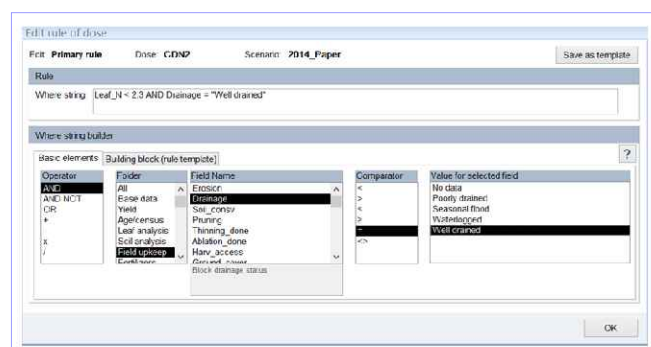 Edit rule of dose
Edit Primary rule Dose GDN2 Scenario 2014_Paper Save as template
Rule
Where string Leaf_N < 2.3 AND Drainage = "Well drained"
Where string builder
?
Basic elements Building block (rule template)
Operator Folder Field Name Comparator Value for selected field
AND All Erosion < No data
AND NOT Base data Drainage > Poorly drained
OR Yield Soil_consv Seasonal flood
+ Age/census Pruning Waterlogged
Leaf analysis Thinning_done = Well drained
x Soil analysis Ablation_done <>
/ Field upkeep Harv_access
Fertilizers Ground_cover
Block drainage status
OK